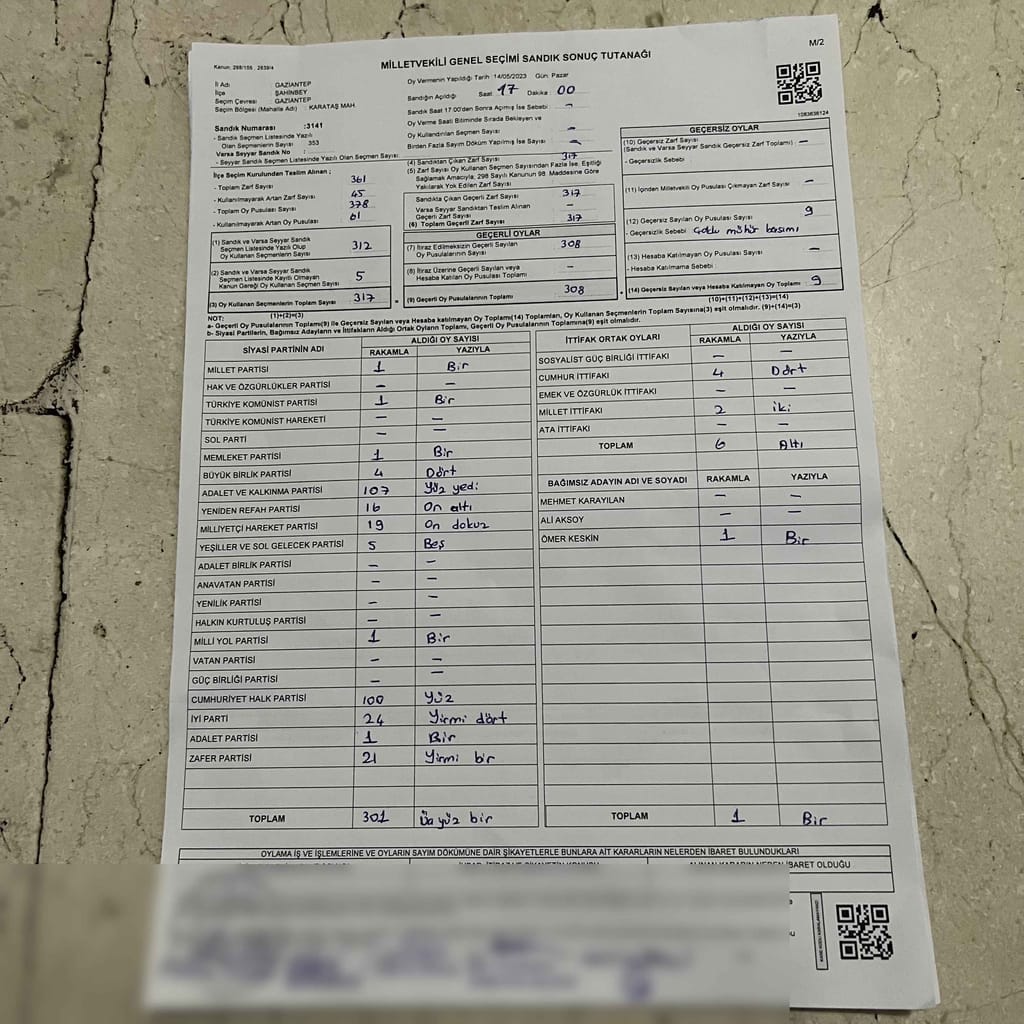 M/2
Kanun: 298/155 , 2839/4
MİLLETVEKİLİ GENEL SEÇİMİ SANDIK SONUÇ TUTANAĞI
İl Adı GAZİANTEP
İlçe ŞAHİNBEY
Seçim Çevresi GAZİANTEP
Seçim Bölgesi (Mahalle Adı) : KARATAŞ MAH.
Sandık Numarası :3141
- Sandık Seçmen Listesinde Yazılı
Olan Seçmenlerin Sayısı 353
Varsa Seyyar Sandık No :
- Seyyar Sandık Seçmen Listesinde Yazılı Olan Seçmen Sayısı:
Oy Vermenin Yapıldığı Tarih :14/05/2023 Gün: Pazar
Sandığın Açıldığı Saat 17 Dakika 00
Sandık Saat 17:00'den Sonra Açılmış İse Sebebi : -
Oy Verme Saati Bitiminde Sırada Bekleyen ve
Oy Kullandırılan Seçmen Sayısı -
Birden Fazla Sayım Döküm Yapılmış İse Sayısı -
1083636124
İlçe Seçim Kurulundan Teslim Alınan ;
- Toplam Zarf Sayısı 361
- Kullanılmayarak Artan Zarf Sayısı 45
- Toplam Oy Pusulası Sayısı 378
- Kullanılmayarak Artan Oy Pusulası 61
(1) Sandık ve Varsa Seyyar Sandık
Seçmen Listesinde Yazılı Olup
Oy Kullanan Seçmenlerin Sayısı 312
(2) Sandık ve Varsa Seyyar Sandık
Seçmen Listesinde Kayıtlı Olmayan
Kanun Gereği Oy Kullanan Seçmen Sayısı 5
(3) Oy Kullanan Seçmenlerin Toplam Sayısı 317
(1)+(2)=(3)
(4) Sandıktan Çıkan Zarf Sayısı 317
(5) Zarf Sayısı Oy Kullanan Seçmen Sayısından Fazla İse, Eşitliği
Sağlamak Amacıyla; 298 Sayılı Kanunun 98. Maddesine Göre
Yakılarak Yok Edilen Zarf Sayısı
Sandıkta Çıkan Geçerli Zarf Sayısı 317
Varsa Seyyar Sandıktan Teslim Alınan
Geçerli Zarf Sayısı -
(6) Toplam Geçerli Zarf Sayısı 317
GEÇERLİ OYLAR
(7) İtiraz Edilmeksizin Geçerli Sayılan
Oy Pusulalarının Sayısı 308
(8) İtiraz Üzerine Geçerli Sayılan veya
Hesaba Katılan Oy Pusulası Toplamı -
(9) Geçerli Oy Pusulalarının Toplamı 308
GEÇERSİZ OYLAR
(10) Geçersiz Zarf Sayısı -
(Sandık ve Varsa Seyyar Sandık Geçersiz Zarf Toplamı)
- Geçersizlik Sebebi
(11) İçinden Milletvekili Oy Pusulası Çıkmayan Zarf Sayısı -
(12) Geçersiz Sayılan Oy Pusulası Sayısı 9
- Geçersizlik Sebebi mühür basımı
(13) Hesaba Katılmayan Oy Pusulası Sayısı -
- Hesaba Katılmama Sebebi
(14) Geçersiz Sayılan veya Hesaba Katılmayan Oy Toplamı 9
(10)+(11)+(12)+(13)=(14)
NOT:
a- Geçerli Oy Pusulalarının Toplamı(9) ile Geçersiz Sayılan veya Hesaba katılmayan Oy Toplamı(14) Toplamları, Oy Kullanan Seçmenlerin Toplam Sayısına(3) eşit olmalıdır. (9)+(14)=(3)
b- Siyasi Partilerin, Bağımsız Adayların ve İttifakların Aldığı Ortak Oyların Toplamı, Geçerli Oy Pusulalarının Toplamına(9) eşit olmalıdır.
SİYASİ PARTİNİN ADI ALDIĞI OY SAYISI
RAKAMLA YAZIYLA
MİLLET PARTİSİ 1 Bir
HAK VE ÖZGÜRLÜKLER PARTİSİ - -
TÜRKİYE KOMÜNİST PARTİSİ 1 Bir
TÜRKİYE KOMÜNİST HAREKETİ - -
SOL PARTİ - -
MEMLEKET PARTİSİ 1 Bir
BÜYÜK BİRLİK PARTİSİ 4 Dört
ADALET VE KALKINMA PARTİSİ 107 Yüz yedi
YENİDEN REFAH PARTİSİ 16 On altı
MİLLİYETÇİ HAREKET PARTİSİ 19 On dokuz
YEŞİLLER VE SOL GELECEK PARTİSİ 5 Beş
ADALET BİRLİK PARTİSİ - -
ANAVATAN PARTİSİ - -
YENİLİK PARTİSİ - -
HALKIN KURTULUŞ PARTİSİ - -
MİLLİ YOL PARTİSİ 1 Bir
VATAN PARTİSİ - -
GÜÇ BİRLİĞİ PARTİSİ - -
CUMHURİYET HALK PARTİSİ 100 Yüz
İYİ PARTİ 24 Yirmi dört
ADALET PARTİSİ 1 Bir
ZAFER PARTİSİ 21 Yirmi bir
TOPLAM 301 Üç yüz bir
İTTİFAK ORTAK OYLARI ALDIĞI OY SAYISI
RAKAMLA YAZIYLA
SOSYALİST GÜÇ BİRLİĞİ İTTİFAKI - -
CUMHUR İTTİFAKI 4 Dört
EMEK VE ÖZGÜRLÜK İTTİFAKI - -
MİLLET İTTİFAKI 2 iki
ATA İTTİFAKI - -
TOPLAM 6 Altı
BAĞIMSIZ ADAYIN ADI VE SOYADI RAKAMLA YAZIYLA
MEHMET KARAYILAN - -
ALİ AKSOY - -
ÖMER KESKİN 1 Bir
TOPLAM 1 Bir
OYLAMA İŞ VE İŞLEMLERİNE VE OYLARIN SAYIM DÖKÜMÜNE DAİR ŞİKAYETLERLE BUNLARA AİT KARARLARIN NELERDEN İBARET BULUNDUKLARI
ALINAN KARARIN NEDEN İBARET OLDUĞU